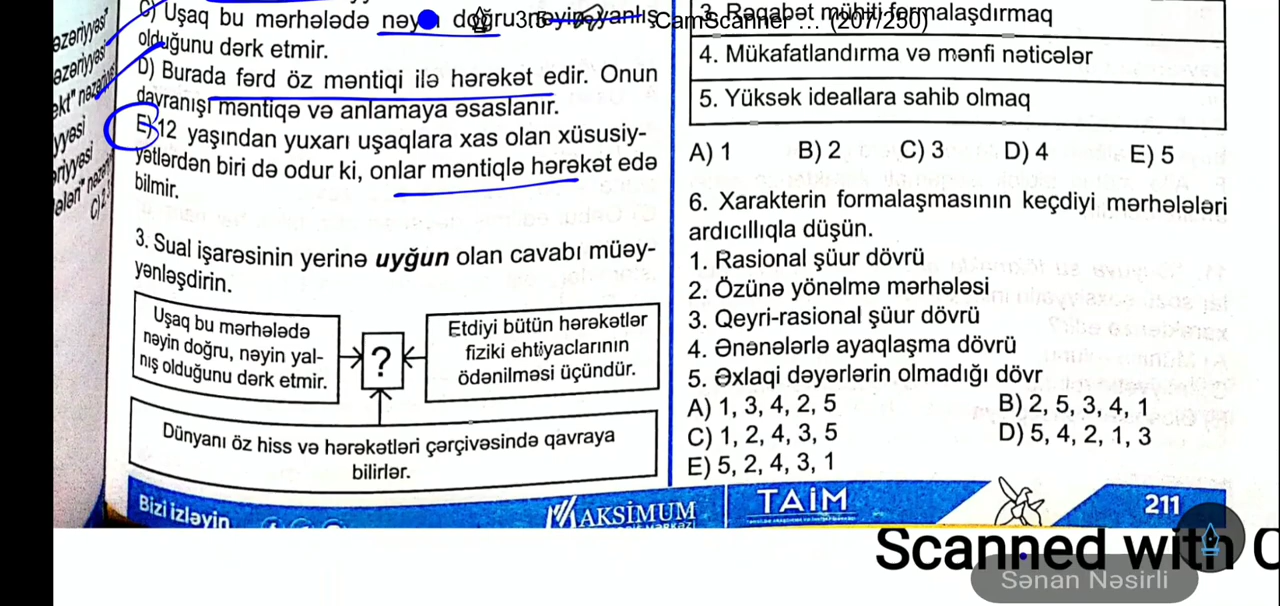 C) Uşaq bu mərhələdə nəyin doğru, nəyin yanlış
olduğunu dərk etmir.
D) Burada fərd öz məntiqi ilə hərəkət edir. Onun
davranışı məntiqə və anlamaya əsaslanır.
E) 12 yaşından yuxarı uşaqlara xas olan xüsusiy-
yətlərdən biri də odur ki, onlar məntiqlə hərəkət edə
bilmir.
3. Sual işarəsinin yerinə uyğun olan cavabı müəy-
yənləşdirin.
Uşaq bu mərhələdə
nəyin doğru, nəyin yal-
nış olduğunu dərk etmir.
?
Etdiyi bütün hərəkətlər
fiziki ehtiyaclarının
ödənilməsi üçündür.
Dünyanı öz hiss və hərəkətləri çərçivəsində qavraya
bilirlər.
CamScanner ... (207/250)
3. Rəqabət mühiti formalaşdırmaq
4. Mükafatlandırma və mənfi nəticələr
5. Yüksək ideallara sahib olmaq
A) 1 B) 2 C) 3 D) 4 E) 5
6. Xarakterin formalaşmasının keçdiyi mərhələləri
ardıcıllıqla düşün.
1. Rasional şüur dövrü
2. Özünə yönəlmə mərhələsi
3. Qeyri-rasional şüur dövrü
4. Ənənələrlə ayaqlaşma dövrü
5. Əxlaqi dəyərlərin olmadığı dövr
A) 1, 3, 4, 2, 5 B) 2, 5, 3, 4, 1
C) 1, 2, 4, 3, 5 D) 5, 4, 2, 1, 3
E) 5, 2, 4, 3, 1
Bizi izləyin
MAKSİMUM
TAİM
211
Scanned with C
Sənan Nəsirli